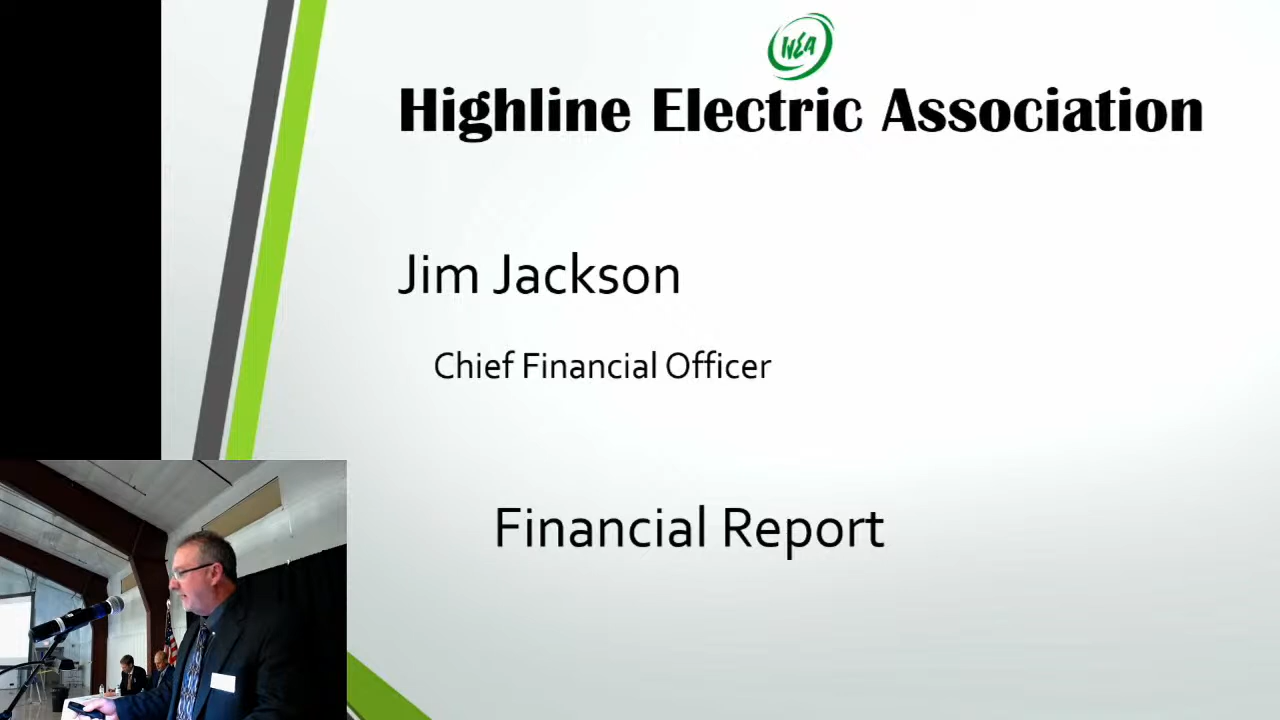 HEA
Highline Electric Association
Jim Jackson
Chief Financial Officer
Financial Report